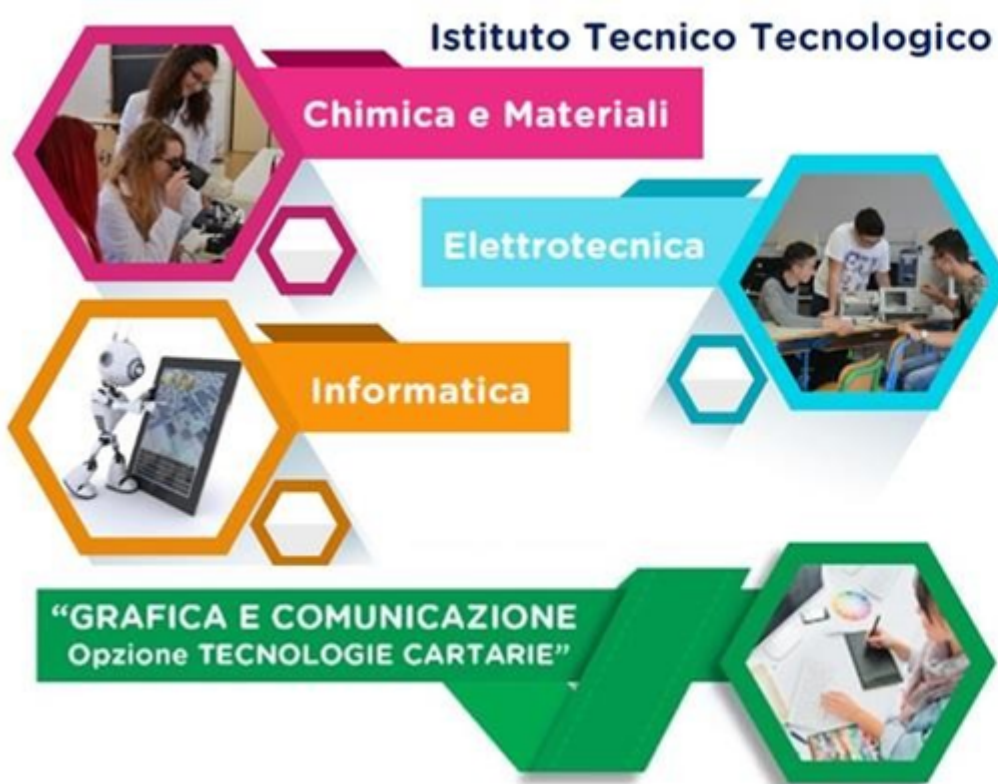 Istituto Tecnico Tecnologico
Chimica e Materiali
Elettrotecnica
Informatica
“GRAFICA E COMUNICAZIONE
Opzione TECNOLOGIE CARTARIE”